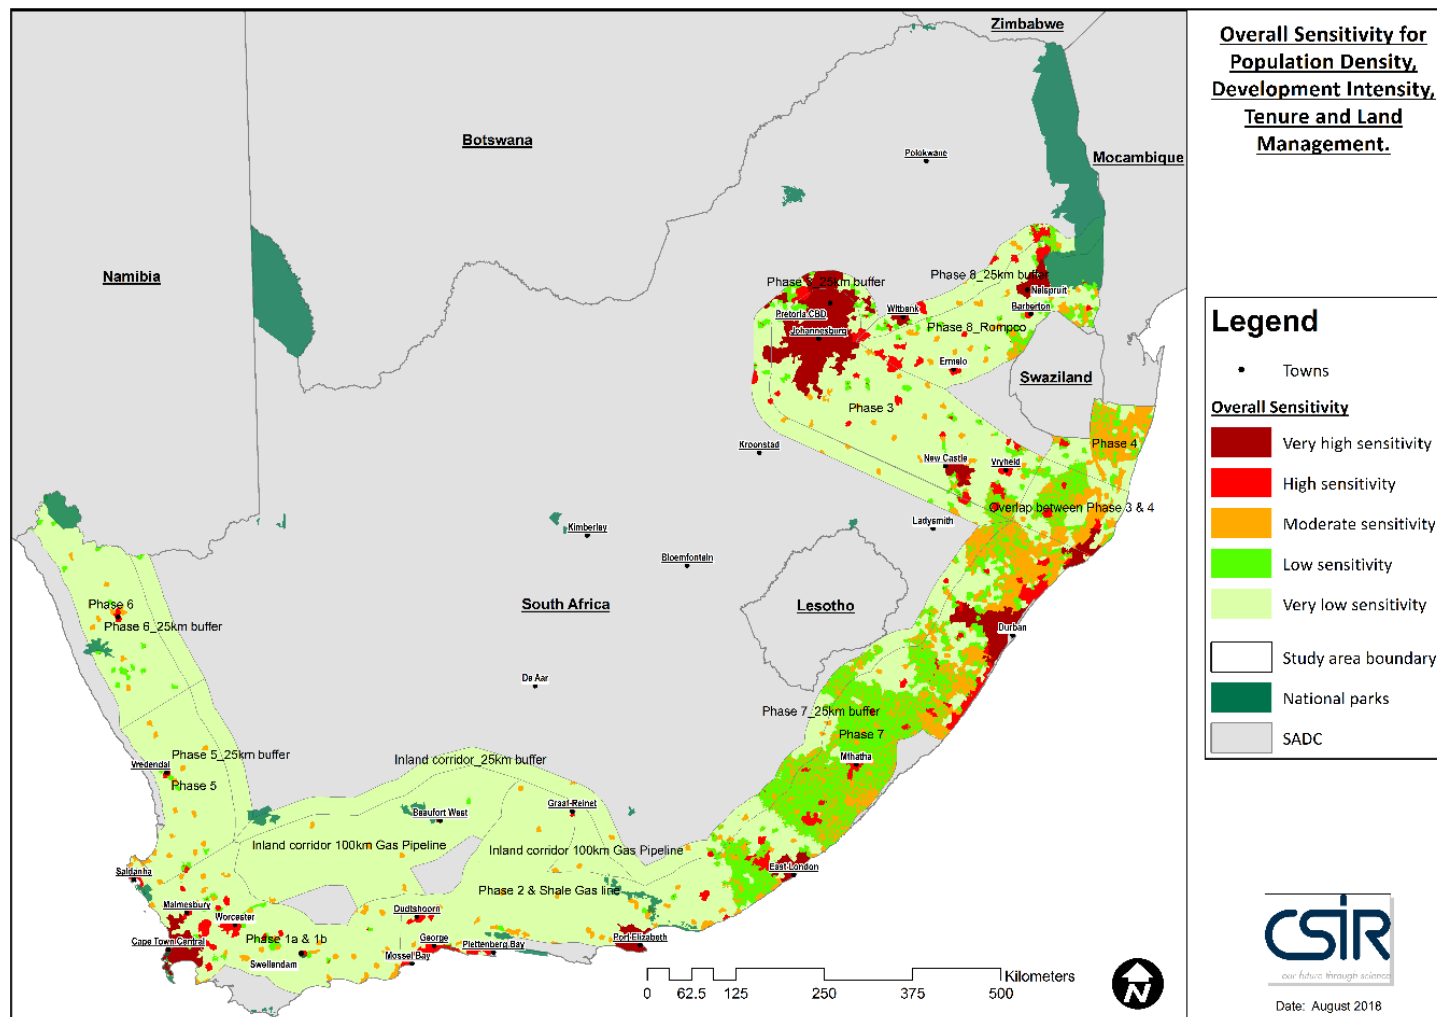 Zimbabwe
Overall Sensitivity for
Population Density,
Development Intensity,
Tenure and Land
Management.
Botswana
Polokwane
Mocambique
Namibia
Phase 8_25km buffer
Nelspruit
Barberton
Pretoria CBD
Johannesburg
Witbank
Phase 8_Rompco
Ermelo
Swaziland
Phase 3
Kroonstad
New Castle
Vryheid
Phase 4
Overlap between Phase 3 & 4
Ladysmith
Kimberley
Bloemfontein
South Africa
Lesotho
Durban
Phase 6
Phase 6_25km buffer
De Aar
Phase 7_25km buffer
Phase 7
Mthatha
Phase 5_25km buffer
Vredendal
Phase 5
Inland corridor_25km buffer
Beaufort West
Graaf-Reinet
Inland corridor 100km Gas Pipeline
Inland corridor 100km Gas Pipeline
East-London
Phase 2 & Shale Gas line
Saldanha
Malmesbury
Worcester
Dudtshoorn
Cape Town Central
Phase 1a & 1b
Swellendam
George
Mossel Bay
Plettenberg Bay
Port Elizabeth
Kilometers
0 62.5 125 250 375 500
N
Legend
Towns
Overall Sensitivity
Very high sensitivity
High sensitivity
Moderate sensitivity
Low sensitivity
Very low sensitivity
Study area boundary
National parks
SADC
CSIR
our future through science
Date: August 2018